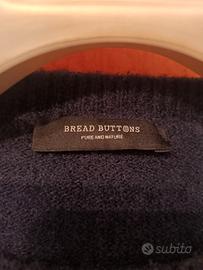 BREAD BUTTONS
PURE AND NATURE
subito